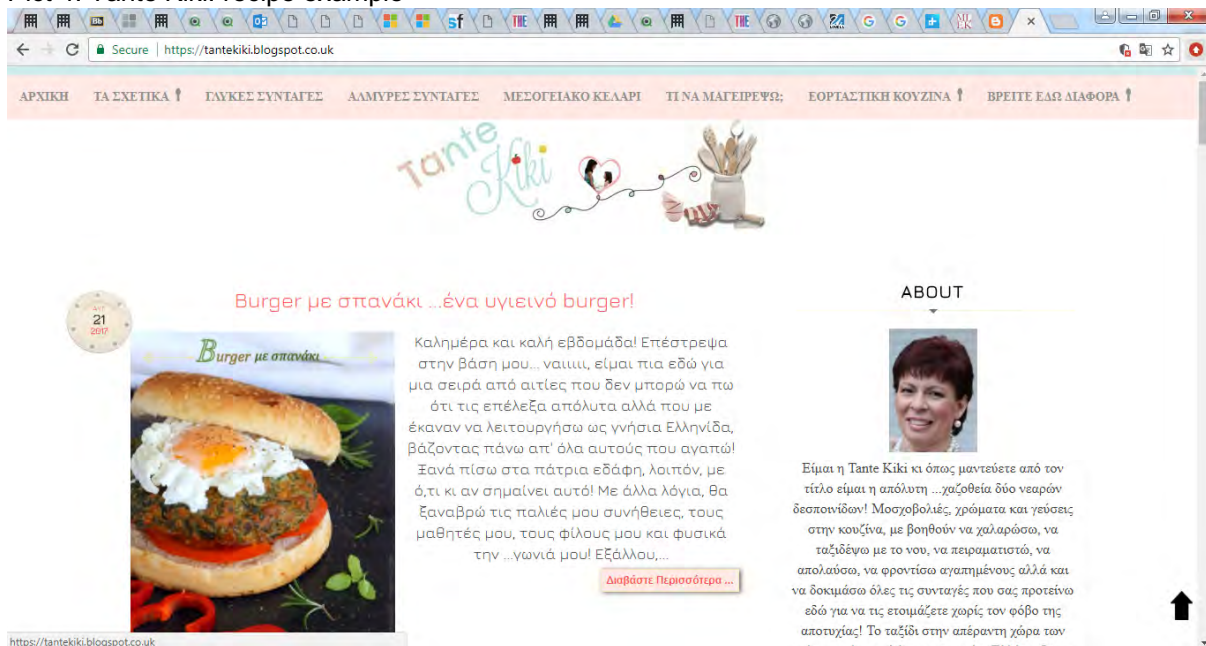 Secure | https://tantekiki.blogspot.co.uk
ΑΡΧΙΚΗ ΤΑ ΣΧΕΤΙΚΑ ΓΛΥΚΕΣ ΣΥΝΤΑΓΕΣ ΑΛΜΥΡΕΣ ΣΥΝΤΑΓΕΣ ΜΕΣΟΓΕΙΑΚΟ ΚΕΛΑΡΙ ΤΙ ΝΑ ΜΑΓΕΙΡΕΨΩ; ΕΟΡΤΑΣΤΙΚΗ ΚΟΥΖΙΝΑ ΒΡΕΙΤΕ ΕΔΩ ΔΙΑΦΟΡΑ
Tante
Kiki
21
2017
Burger με σπανάκι ...ένα υγιεινό burger!
Burger με σπανάκι
Καλημέρα και καλή εβδομάδα! Επέστρεψα
στην βάση μου... ναιιιιι, είμαι πια εδώ για
μια σειρά από αιτίες που δεν μπορώ να πω
ότι τις επέλεξα απόλυτα αλλά που με
έκαναν να λειτουργήσω ως γνήσια Ελληνίδα,
βάζοντας πάνω απ' όλα αυτούς που αγαπώ!
Ξανά πίσω στα πάτρια εδάφη, λοιπόν, με
ό,τι κι αν σημαίνει αυτό! Με άλλα λόγια, θα
ξαναβρώ τις παλιές μου συνήθειες, τους
μαθητές μου, τους φίλους μου και φυσικά
την ...γωνιά μου! Εξάλλου,...
Διαβάστε Περισσότερα ...
ABOUT
Είμαι η Tante Kiki κι όπως μαντεύετε από τον
τίτλο είμαι η απόλυτη ...χαζοθεία δύο νεαρών
δεσποινίδων! Μοσχοβολιές, χρώματα και γεύσεις
στην κουζίνα, με βοηθούν να χαλαρώσω, να
ταξιδέψω με το νου, να πειραματιστώ, να
απολαύσω, να φροντίσω αγαπημένους αλλά και
να δοκιμάσω όλες τις συνταγές που σας προτείνω
εδώ για να τις ετοιμάζετε χωρίς τον φόβο της
αποτυχίας! Το ταξίδι στην απέραντη χώρα των
https://tantekiki.blogspot.co.uk